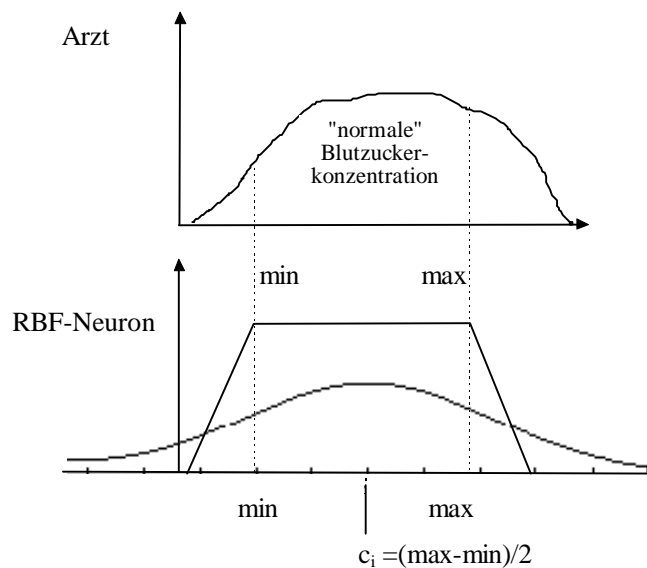 Arzt
"normale"
Blutzucker-
konzentration
min
max
RBF-Neuron
min
max
cᵢ =(max-min)/2